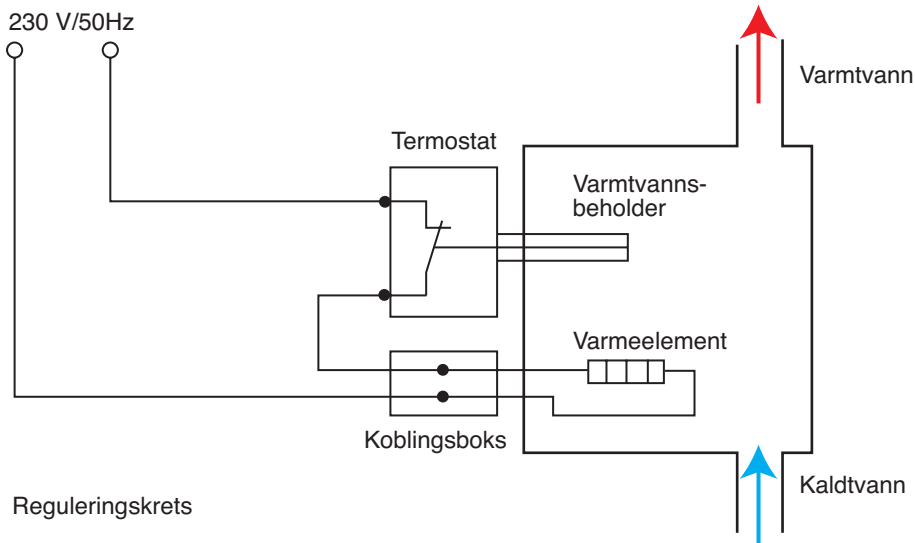 230 V/50Hz
Varmtvann
Termostat
Varmtvanns-
beholder
Varmeelement
Koblingsboks
Kaldtvann
Reguleringskrets